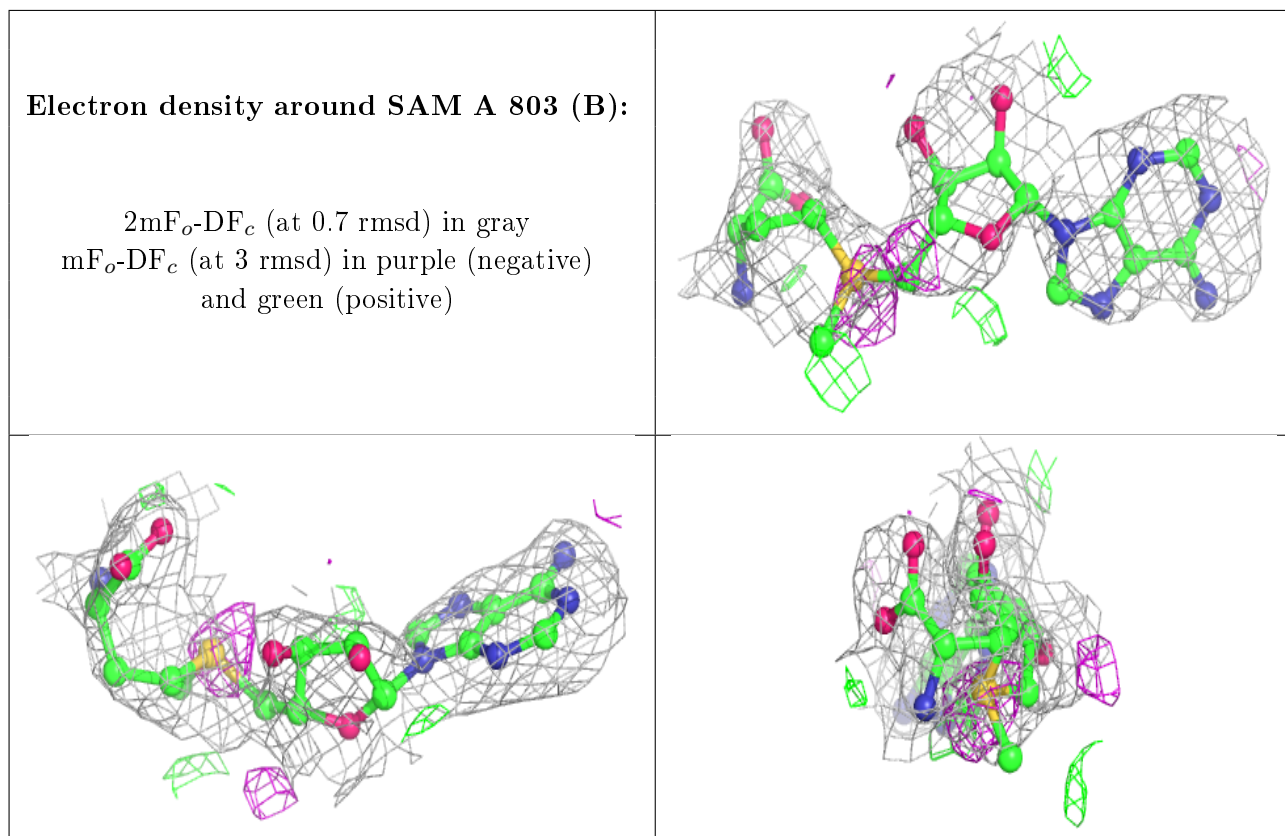 Electron density around SAM A 803 (B):
2mFₒ-DF𝒸 (at 0.7 rmsd) in gray
mFₒ-DF𝒸 (at 3 rmsd) in purple (negative)
and green (positive)